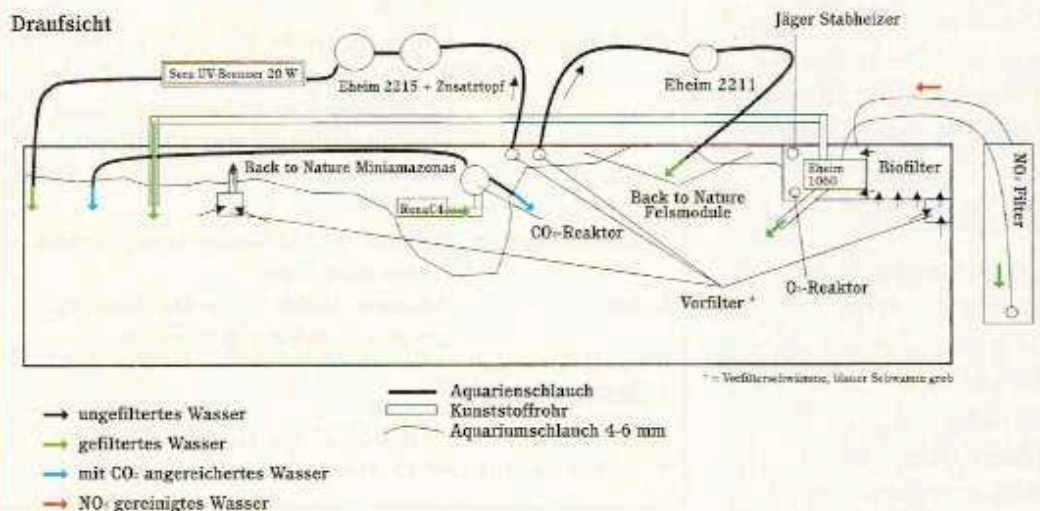 Draufsicht
Jäger Stabheizer
Sera UV-Brenner 20 W
Eheim 2215 + Zusatztopf
Eheim 2211
Back to Nature Miniamazonas
Back to Nature
Felsmodule
Eheim
1060
Biofilter
NO₃ Filter
CO₂-Reaktor
O₂-Reaktor
Vorfilter *
* = Vorfilterschwämme, blauer Schwamm grob
Aquarienschlauch
Kunststoffrohr
Aquariumschlauch 4-6 mm
ungefiltertes Wasser
gefiltertes Wasser
mit CO₂ angereichertes Wasser
NO₃ gereinigtes Wasser